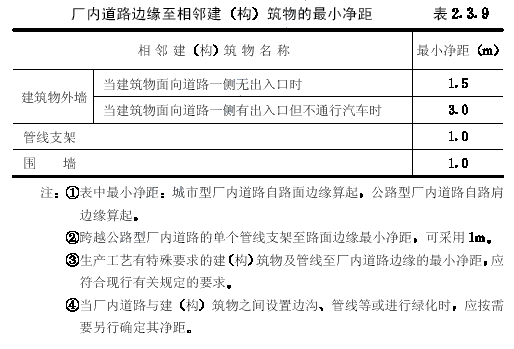 厂内道路边缘至相邻建（构）筑物的最小净距 表2.3.9
相邻建（构）筑物名称 最小净距（m）
建筑物外墙 当建筑物面向道路一侧无出入口时 1.5
当建筑物面向道路一侧有出入口但不通行汽车时 3.0
管线支架 1.0
围 墙 1.0
注：①表中最小净距：城市型厂内道路自路面边缘算起，公路型厂内道路自路肩
边缘算起。
②跨越公路型厂内道路的单个管线支架至路面边缘最小净距，可采用1m。
③生产工艺有特殊要求的建（构）筑物及管线至厂内道路边缘的最小净距，应
符合现行有关规定的要求。
④当厂内道路与建（构）筑物之间设置边沟、管线等或进行绿化时，应按需
要另行确定其净距。